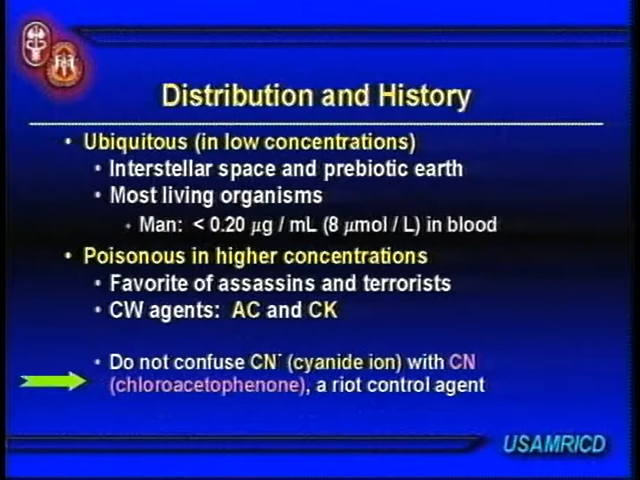 Distribution and History
• Ubiquitous (in low concentrations)
• Interstellar space and prebiotic earth
• Most living organisms
• Man: < 0.20 μg / mL (8 μmol / L) in blood
• Poisonous in higher concentrations
• Favorite of assassins and terrorists
• CW agents: AC and CK
• Do not confuse CN⁻ (cyanide ion) with CN
(chloroacetophenone), a riot control agent
USAMRICD